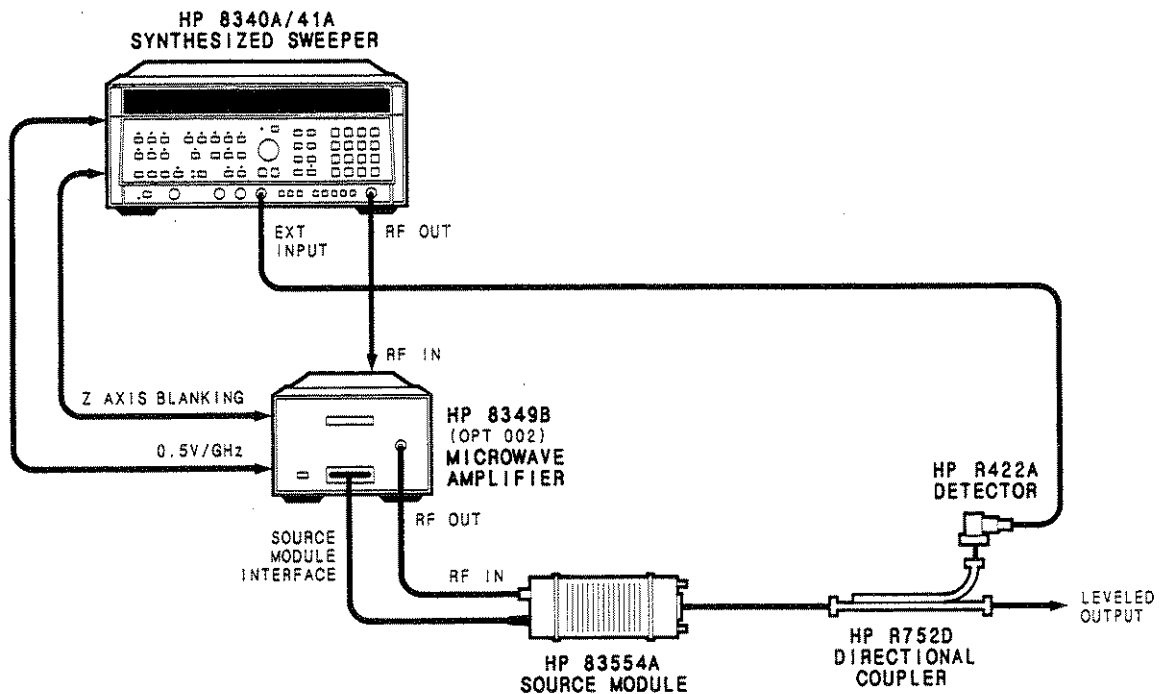 HP 8340A/41A
SYNTHESIZED SWEEPER
EXT
INPUT
RF OUT
RF IN
Z AXIS BLANKING
0.5V/GHz
HP 8349B
(OPT 002)
MICROWAVE
AMPLIFIER
HP R422A
DETECTOR
RF OUT
SOURCE
MODULE
INTERFACE
RF IN
LEVELED
OUTPUT
HP 83554A
SOURCE MODULE
HP R752D
DIRECTIONAL
COUPLER